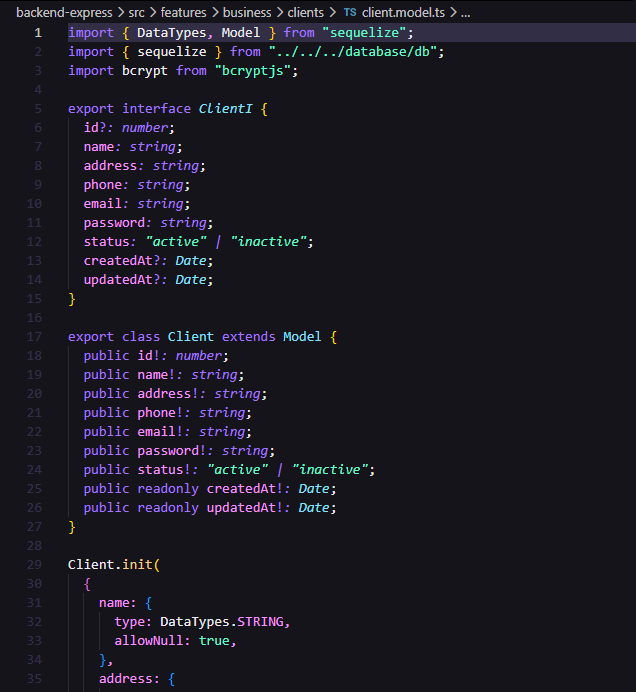 backend-express > src > features > business > clients > TS client.model.ts > ...
1 import { DataTypes, Model } from "sequelize";
2 import { sequelize } from "../../../database/db";
3 import bcrypt from "bcryptjs";
4
5 export interface ClientI {
6   id?: number;
7   name: string;
8   address: string;
9   phone: string;
10   email: string;
11   password: string;
12   status: "active" | "inactive";
13   createdAt?: Date;
14   updatedAt?: Date;
15 }
16
17 export class Client extends Model {
18   public id!: number;
19   public name!: string;
20   public address!: string;
21   public phone!: string;
22   public email!: string;
23   public password!: string;
24   public status!: "active" | "inactive";
25   public readonly createdAt!: Date;
26   public readonly updatedAt!: Date;
27 }
28
29 Client.init(
30   {
31     name: {
32       type: DataTypes.STRING,
33       allowNull: true,
34     },
35     address: {